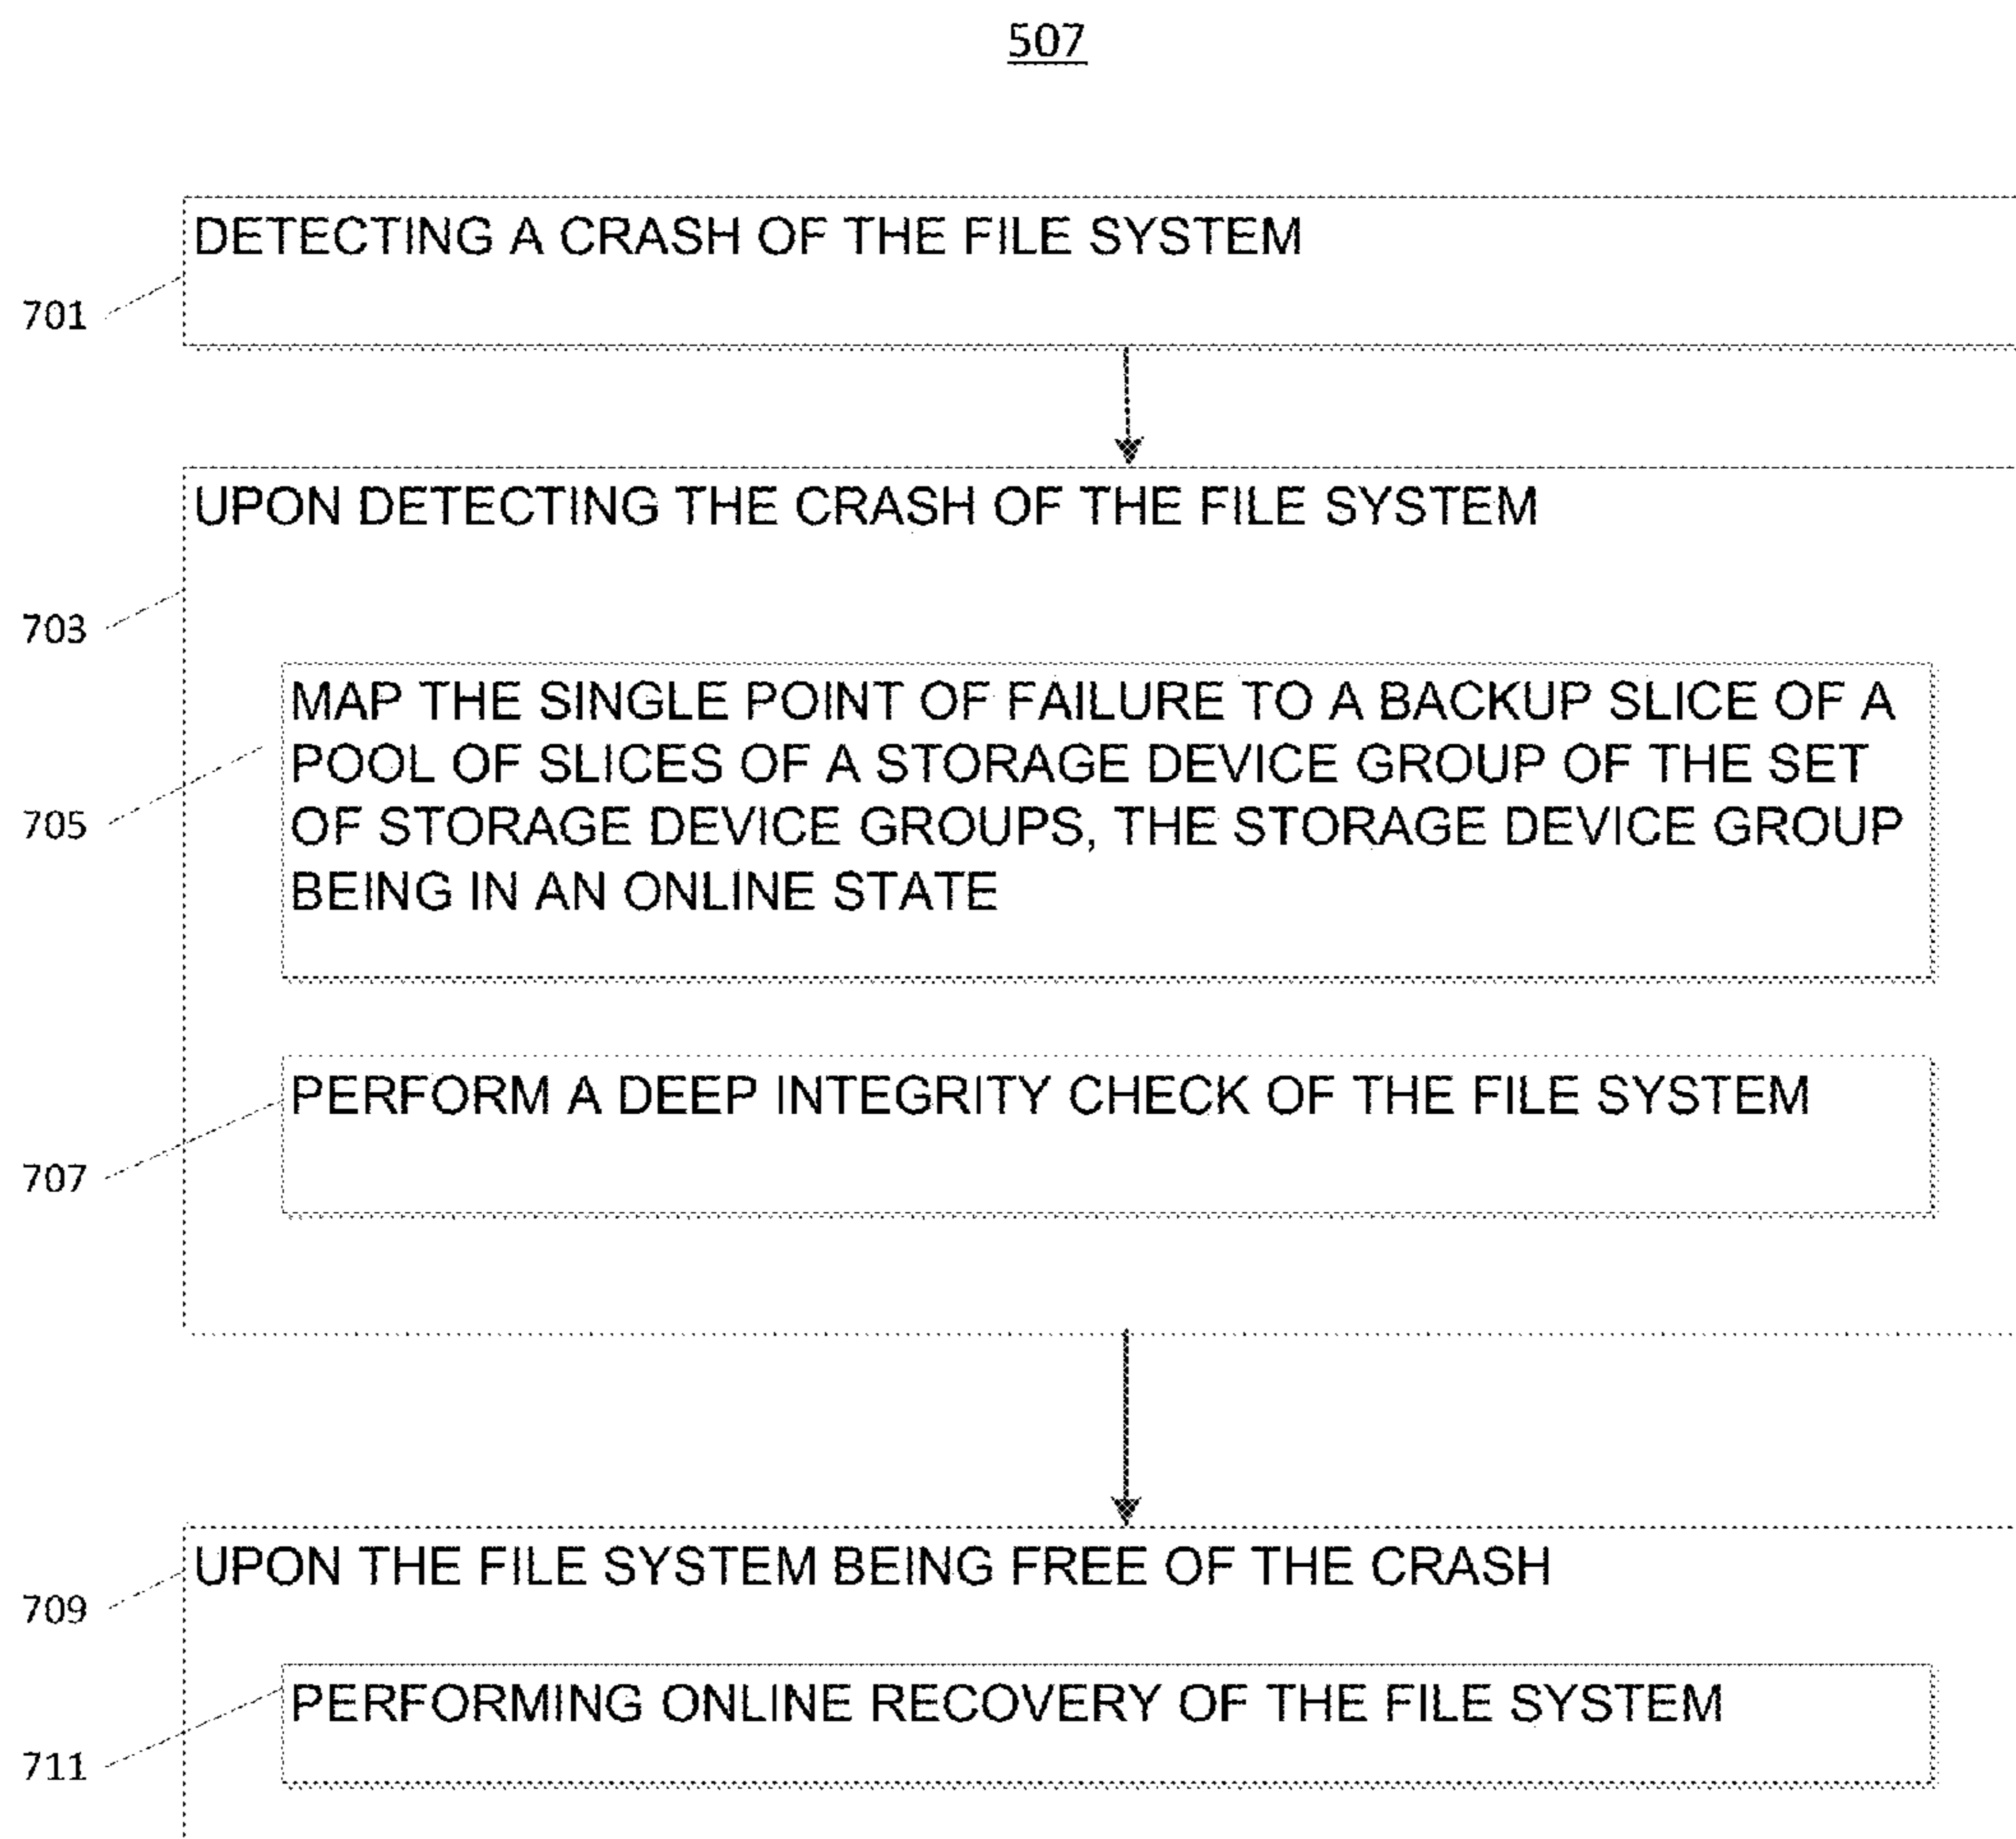 507
DETECTING A CRASH OF THE FILE SYSTEM
701
UPON DETECTING THE CRASH OF THE FILE SYSTEM
703
MAP THE SINGLE POINT OF FAILURE TO A BACKUP SLICE OF A
POOL OF SLICES OF A STORAGE DEVICE GROUP OF THE SET
OF STORAGE DEVICE GROUPS, THE STORAGE DEVICE GROUP
BEING IN AN ONLINE STATE
705
PERFORM A DEEP INTEGRITY CHECK OF THE FILE SYSTEM
707
UPON THE FILE SYSTEM BEING FREE OF THE CRASH
709
PERFORMING ONLINE RECOVERY OF THE FILE SYSTEM
711